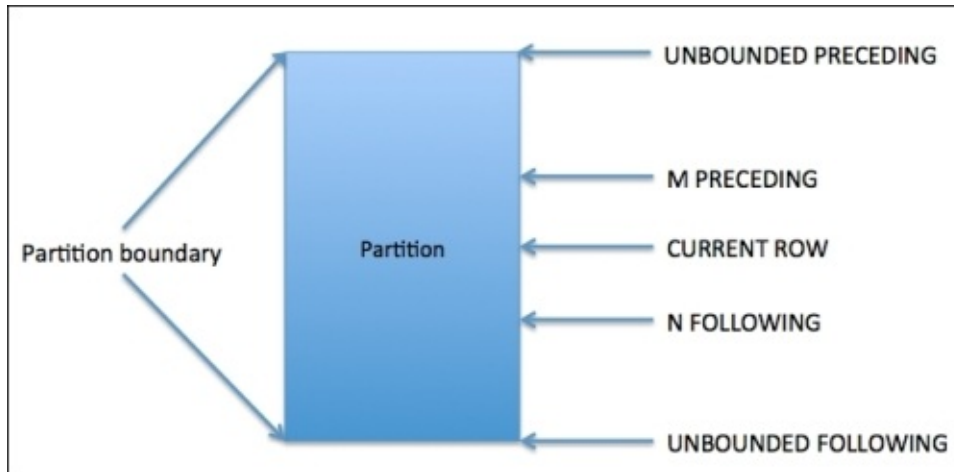 UNBOUNDED PRECEDING
M PRECEDING
Partition boundary
Partition
CURRENT ROW
N FOLLOWING
UNBOUNDED FOLLOWING